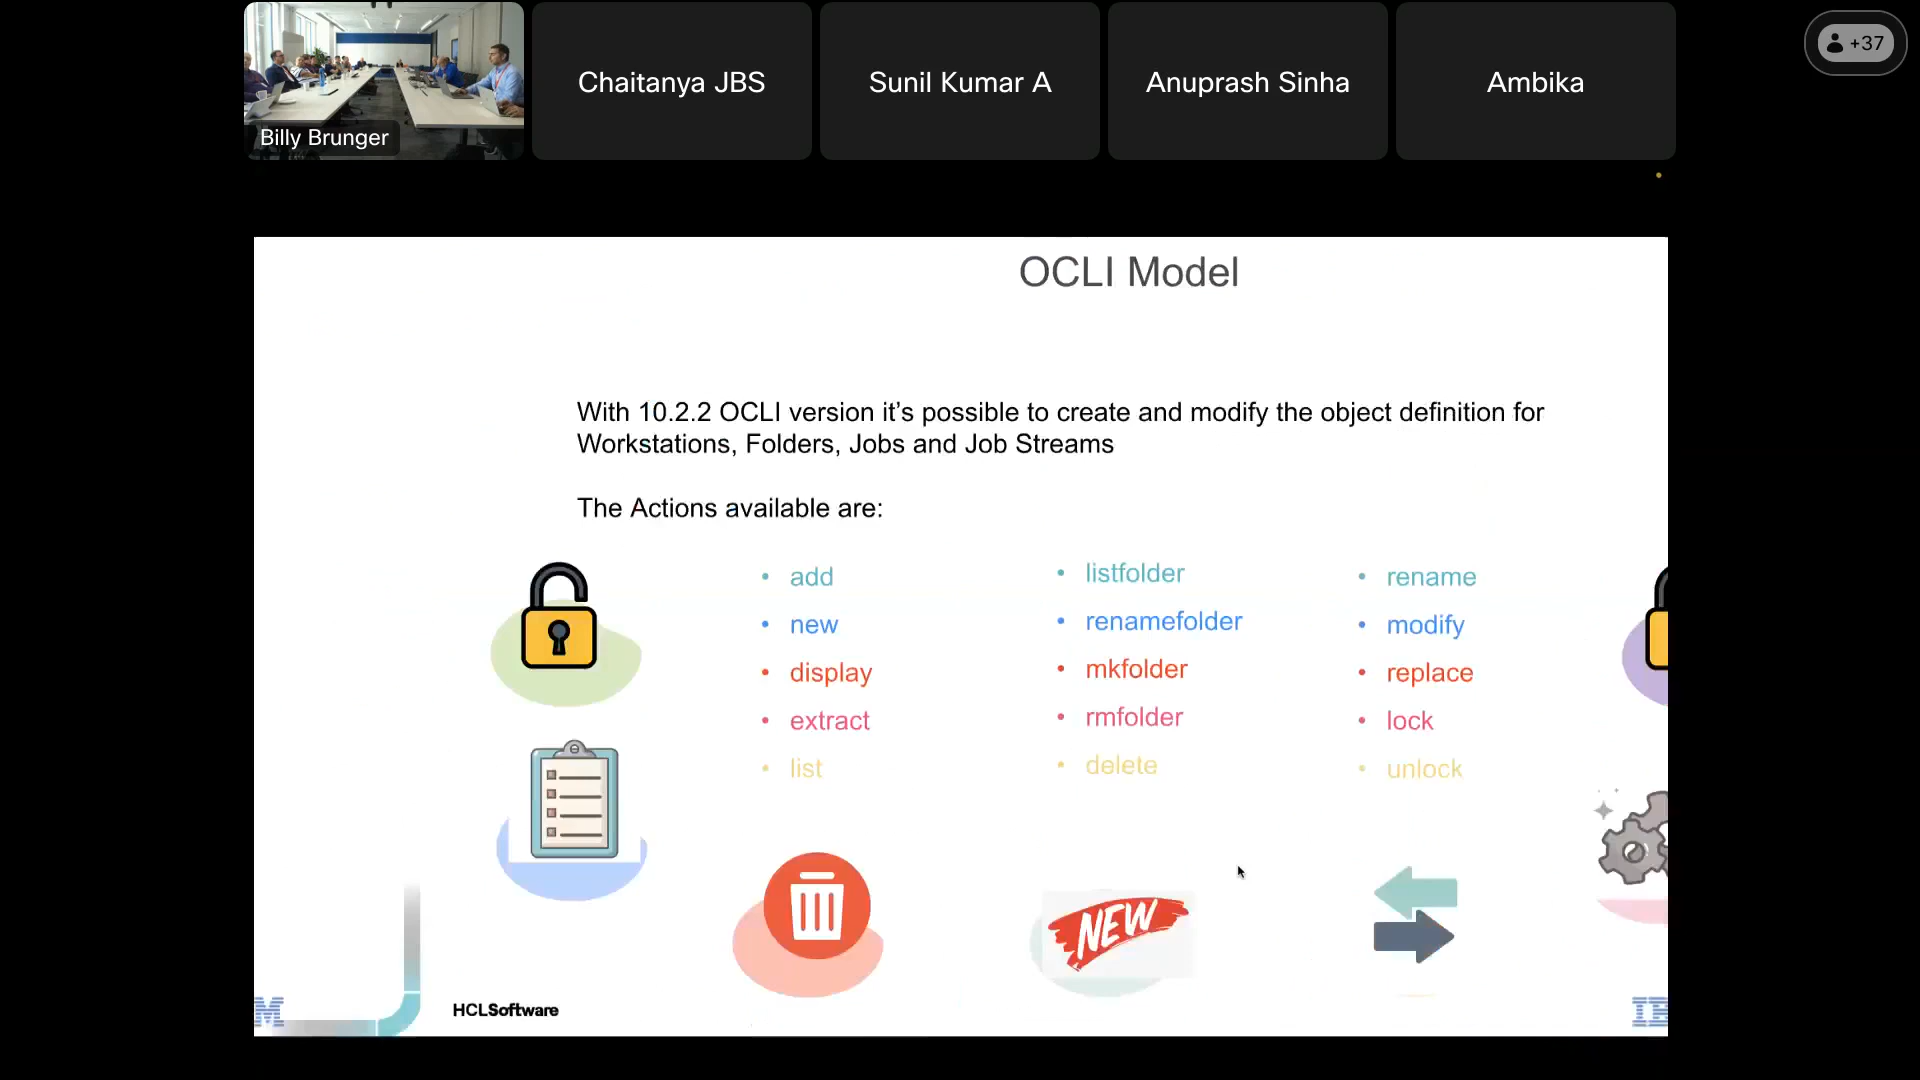 Billy Brunger
Chaitanya JBS
Sunil Kumar A
Anuprash Sinha
Ambika
+37
OCLI Model
With 10.2.2 OCLI version it’s possible to create and modify the object definition for
Workstations, Folders, Jobs and Job Streams
The Actions available are:
• add
• new
• display
• extract
• list
• listfolder
• renamefolder
• mkfolder
• rmfolder
• delete
• rename
• modify
• replace
• lock
• unlock
NEW
M
HCLSoftware
IB